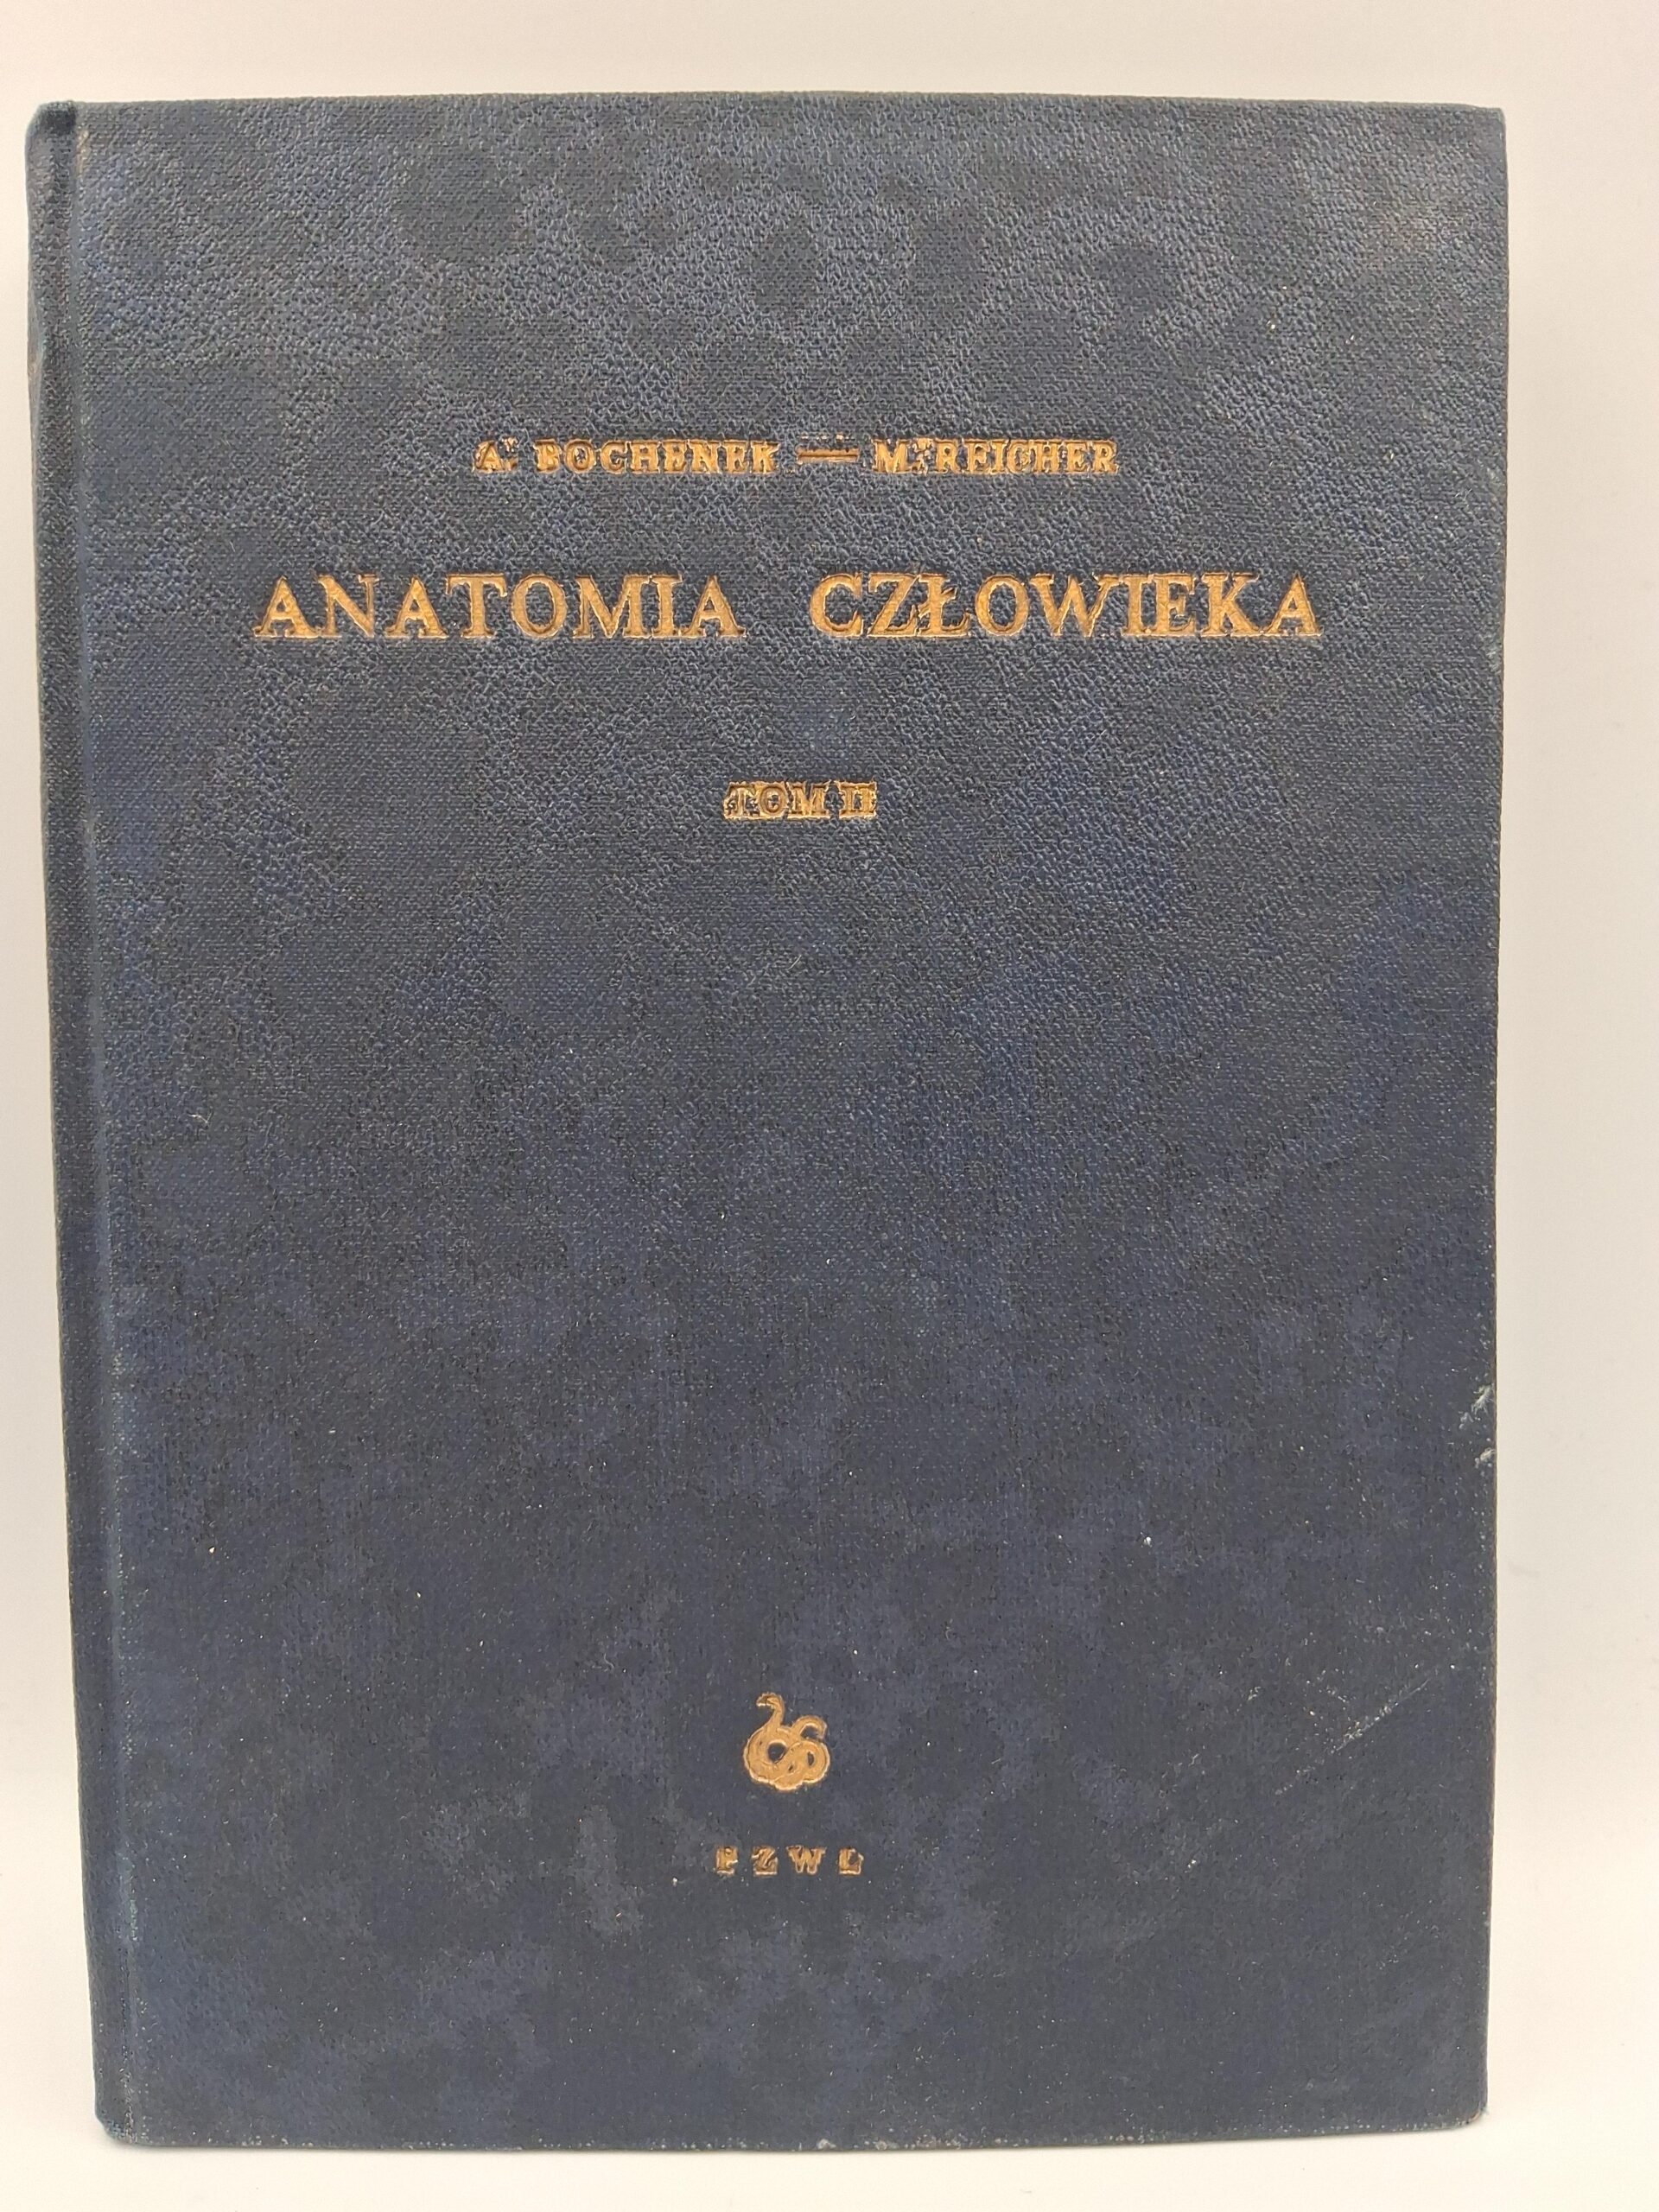 A. BOCHENEK — M. REICHER
ANATOMIA CZŁOWIEKA
TOM II
PZWL